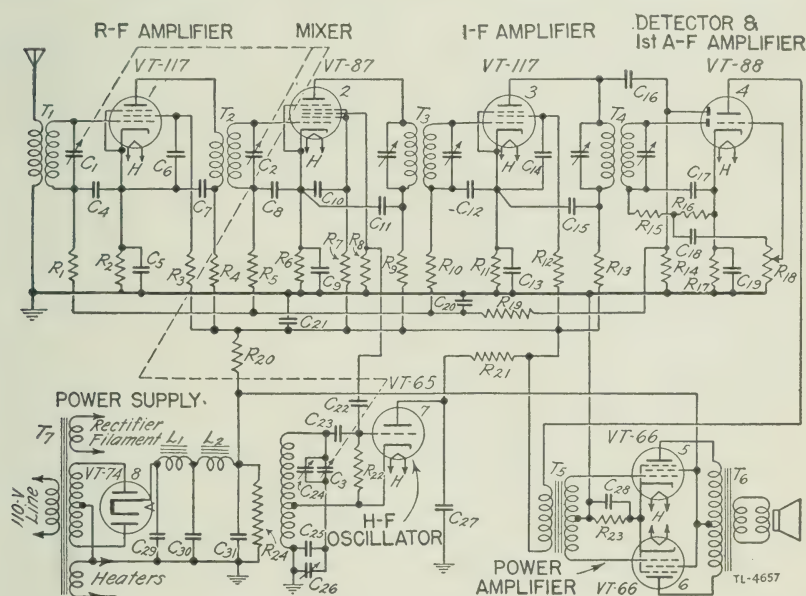 R-F AMPLIFIER
MIXER
I-F AMPLIFIER
DETECTOR &
1st A-F AMPLIFIER
VT-117
VT-87
VT-117
VT-88
2
3
4
T1
C1
H
C6
T2
C2
H
T3
H
C14
T4
C16
H
C4
C7
C8
C10
C11
-C12
C15
C17
R15
R16
C18
R1
R2
C5
R3
R4
R5
R6
C9
R7
R8
R9
R10
R11
C13
R12
R13
R14
R17
C19
R18
C21
C20
R19
R20
R21
POWER SUPPLY.
VT-65
C22
7
VT-66
5
T7
Rectifier
Filament
L1
L2
C23
H
T5
T6
110-V
Line
VT-74
8
C24
C3
R22
C28
H
R23
H-F
OSCILLATOR
C27
C29
C30
C31
R24
C25
C26
Heaters
POWER
AMPLIFIER
VT-66
6
TL-4657